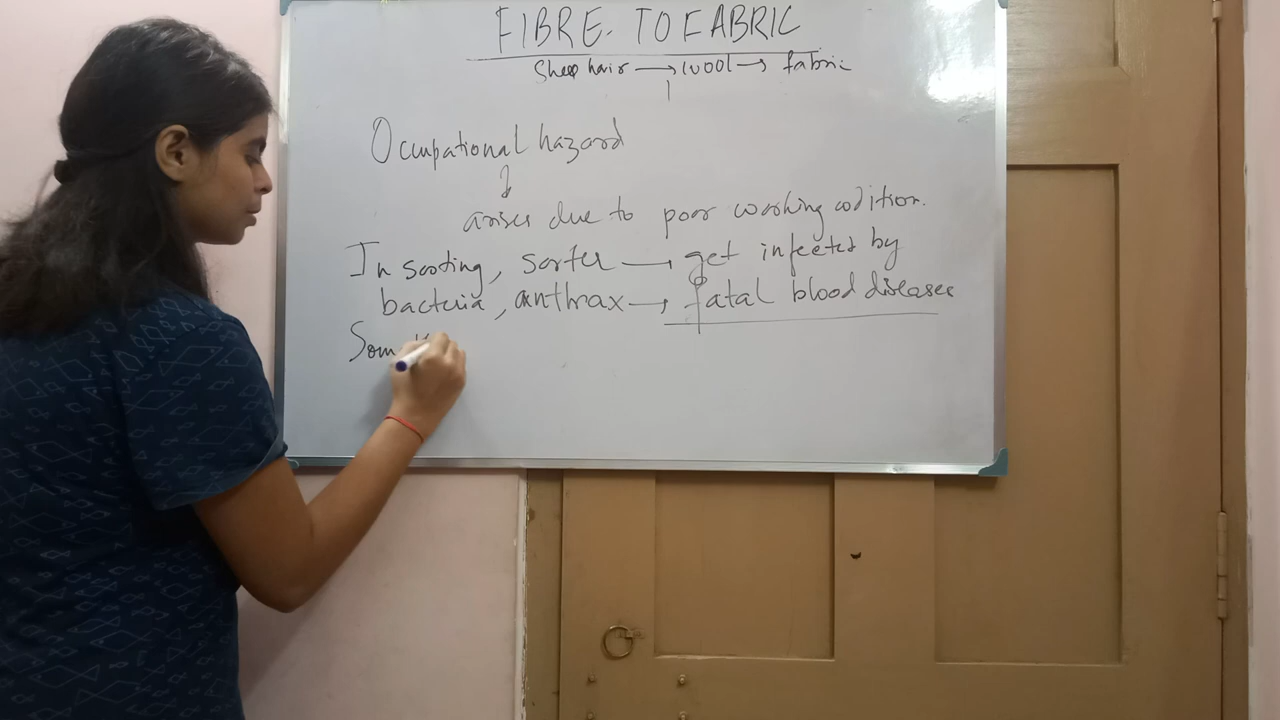 FIBRE TO FABRIC
Sheep hair → wool → fabric
Occupational hazard
arises due to poor working codition.
In sorting, sorter → get infected by
bacteria, anthrax → fatal blood diseases
Som